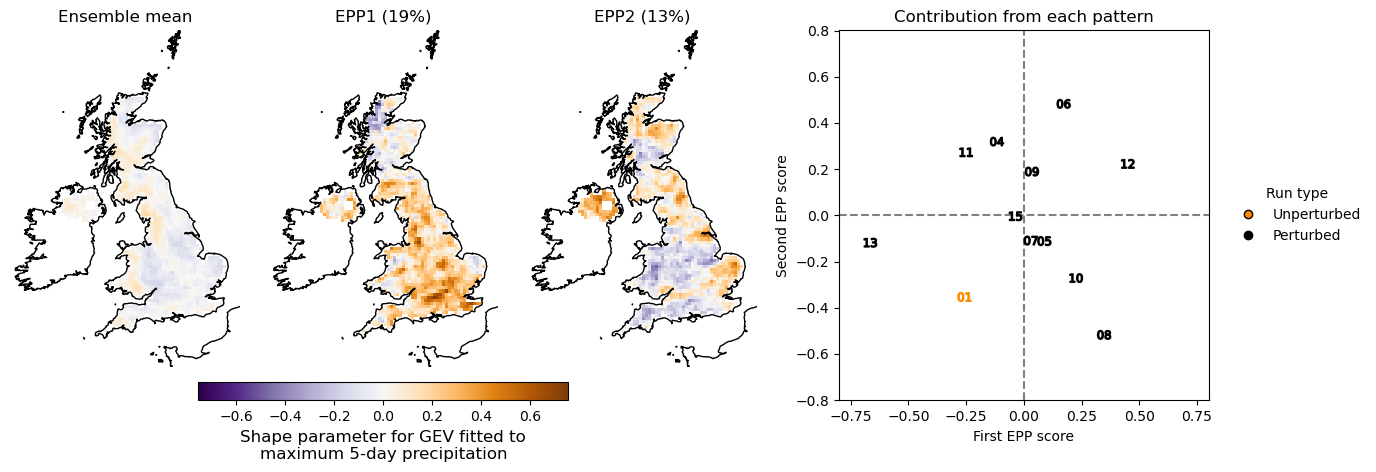 Ensemble mean
EPP1 (19%)
EPP2 (13%)
−0.6 −0.4 −0.2 0.0 0.2 0.4 0.6
Shape parameter for GEV fitted to
maximum 5-day precipitation
Contribution from each pattern
Second EPP score
0.8
0.6
0.4
0.2
0.0
−0.2
−0.4
−0.6
−0.8
06
04
11
12
09
15
13
07
05
10
01
08
−0.75 −0.50 −0.25 0.00 0.25 0.50 0.75
First EPP score
Run type
Unperturbed
Perturbed